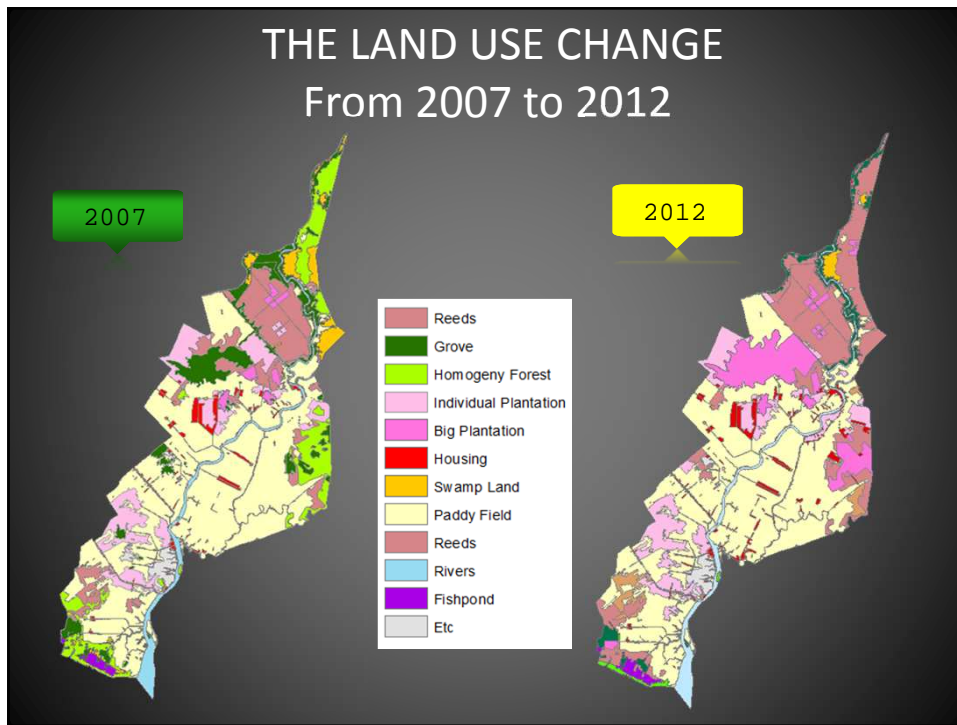 THE LAND USE CHANGE
From 2007 to 2012
2007
2012
Reeds
Grove
Homogeny Forest
Individual Plantation
Big Plantation
Housing
Swamp Land
Paddy Field
Reeds
Rivers
Fishpond
Etc